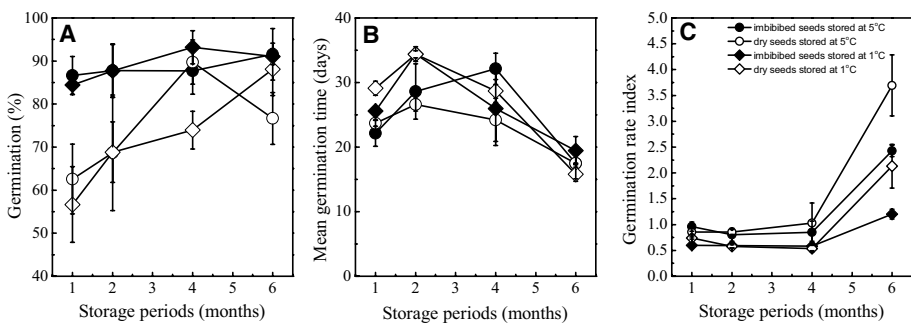 A
Germination (%)
100
90
80
70
60
50
40
1 2 3 4 5 6
Storage periods (months)
B
Mean germination time (days)
40
30
20
10
0
1 2 3 4 5 6
Storage periods (months)
C
imbibibed seeds stored at 5°C
dry seeds stored at 5°C
imbibibed seeds stored at 1°C
dry seeds stored at 1°C
Germination rate index
5.0
4.5
4.0
3.5
3.0
2.5
2.0
1.5
1.0
0.5
0.0
1 2 3 4 5 6
Storage periods (months)